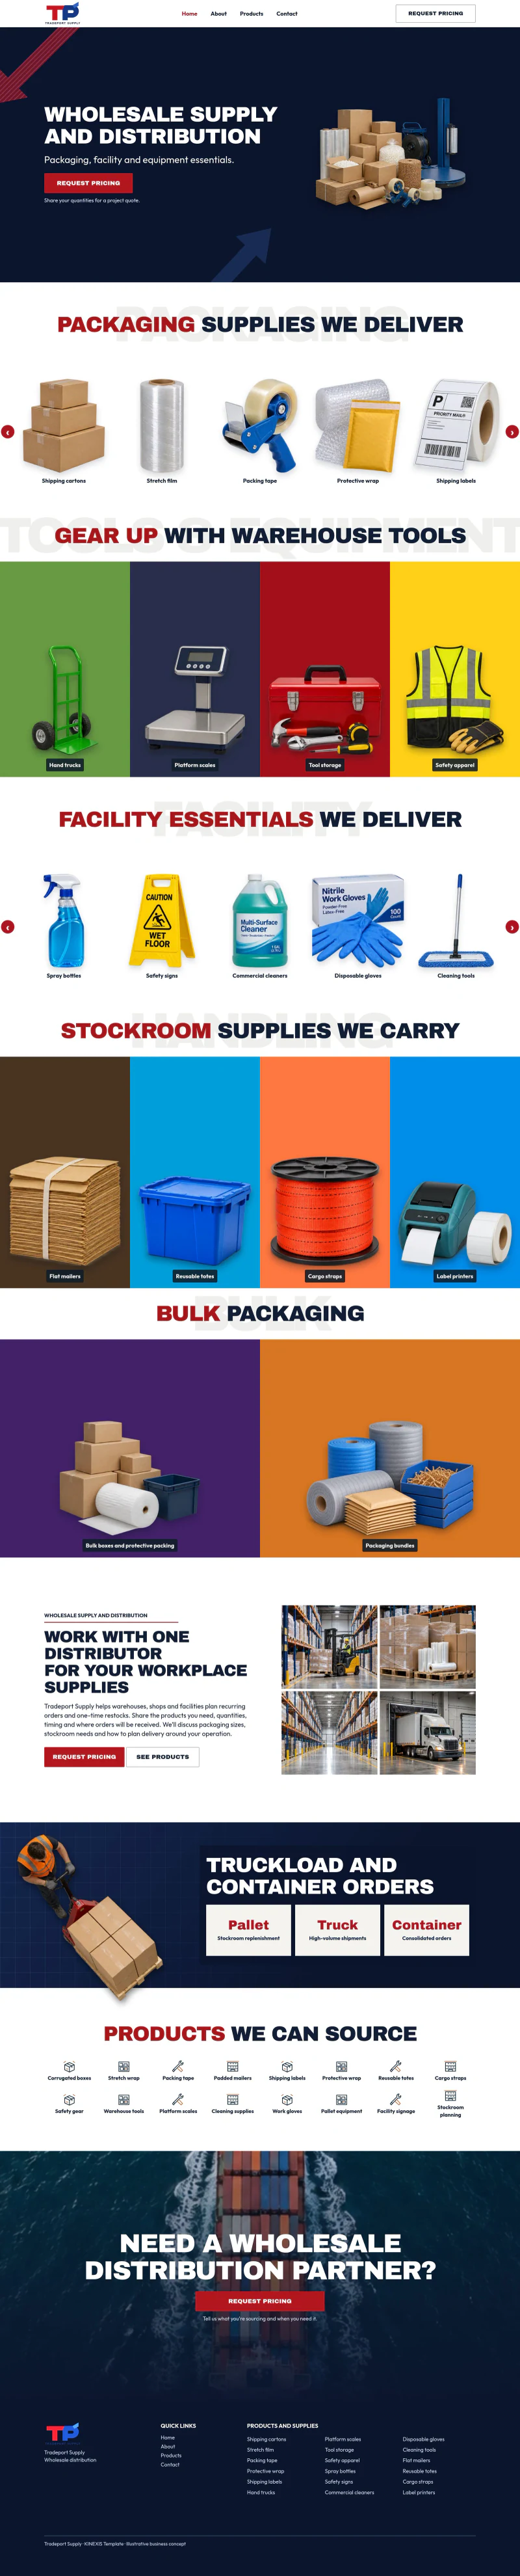 TP
TRADEPORT SUPPLY
Home About Products Contact
REQUEST PRICING
WHOLESALE SUPPLY
AND DISTRIBUTION
Packaging, facility and equipment essentials.
REQUEST PRICING
Share your quantities for a project quote.
PACKAGING
PACKAGING SUPPLIES WE DELIVER
P
PRIORITY MAIL
Shipping cartons
Stretch film
Packing tape
Protective wrap
Shipping labels
TOOLS & EQUIPMENT
GEAR UP WITH WAREHOUSE TOOLS
Hand trucks
Platform scales
Tool storage
Safety apparel
FACILITY
FACILITY ESSENTIALS WE DELIVER
CAUTION
WET
FLOOR
Multi-Surface
Cleaner
Nitrile
Work Gloves
Powder-Free
Latex-Free
100
Spray bottles
Safety signs
Commercial cleaners
Disposable gloves
Cleaning tools
HANDLING
STOCKROOM SUPPLIES WE CARRY
Flat mailers
Reusable totes
Cargo straps
Label printers
BULK
BULK PACKAGING
Bulk boxes and protective packing
Packaging bundles
WHOLESALE SUPPLY AND DISTRIBUTION
WORK WITH ONE
DISTRIBUTOR
FOR YOUR WORKPLACE
SUPPLIES
Tradeport Supply helps warehouses, shops and facilities plan recurring
orders and one-time restocks. Share the products you need, quantities,
timing and where orders will be received. We'll discuss packaging sizes,
stockroom needs and how to plan delivery around your operation.
REQUEST PRICING
SEE PRODUCTS
TRUCKLOAD AND
CONTAINER ORDERS
Pallet
Stockroom replenishment
Truck
High-volume shipments
Container
Consolidated orders
PRODUCTS WE CAN SOURCE
Corrugated boxes
Stretch wrap
Packing tape
Padded mailers
Shipping labels
Protective wrap
Reusable totes
Cargo straps
Safety gear
Warehouse tools
Platform scales
Cleaning supplies
Work gloves
Pallet equipment
Facility signage
Stockroom
planning
NEED A WHOLESALE
DISTRIBUTION PARTNER?
REQUEST PRICING
Tell us what you're sourcing and when you need it.
TP
Tradeport Supply
Wholesale distribution
QUICK LINKS
Home
About
Products
Contact
PRODUCTS AND SUPPLIES
Shipping cartons
Stretch film
Packing tape
Protective wrap
Shipping labels
Hand trucks
Platform scales
Tool storage
Safety apparel
Spray bottles
Safety signs
Commercial cleaners
Disposable gloves
Cleaning tools
Flat mailers
Reusable totes
Cargo straps
Label printers
Tradeport Supply · KINEXIS Template · Illustrative business concept